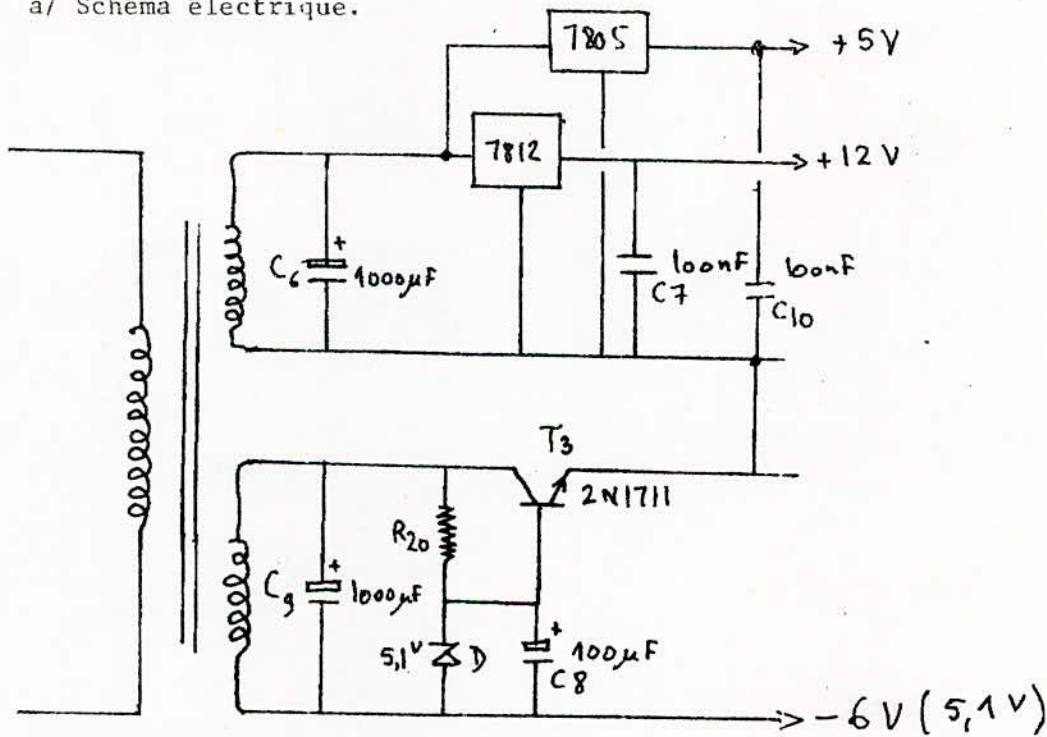 a/ Schéma électrique.
7805
+5V
7812
+12V
C6
+
1000µF
100nF
C7
100nF
C10
T3
2N1711
R20
C9
+
1000µF
5,1V
D
+
100µF
C8
-6V (5,1V)